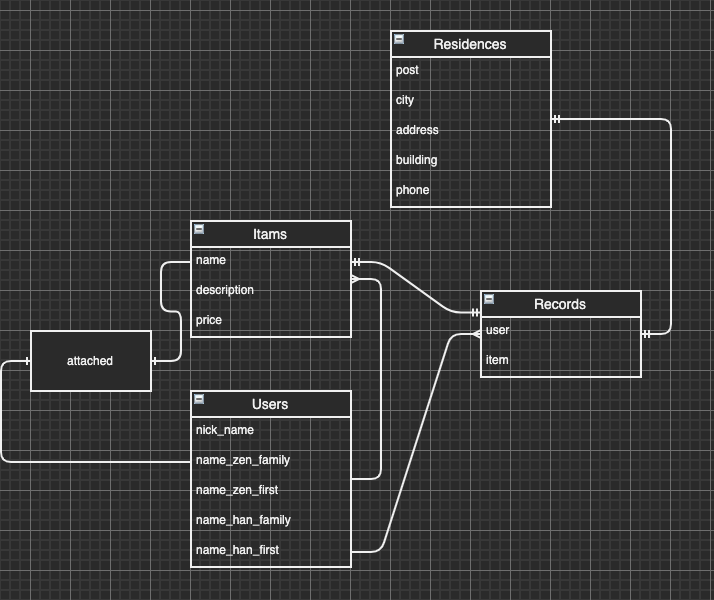 Residences
post
city
address
building
phone
Itams
name
description
price
Records
user
item
attached
Users
nick_name
name_zen_family
name_zen_first
name_han_family
name_han_first